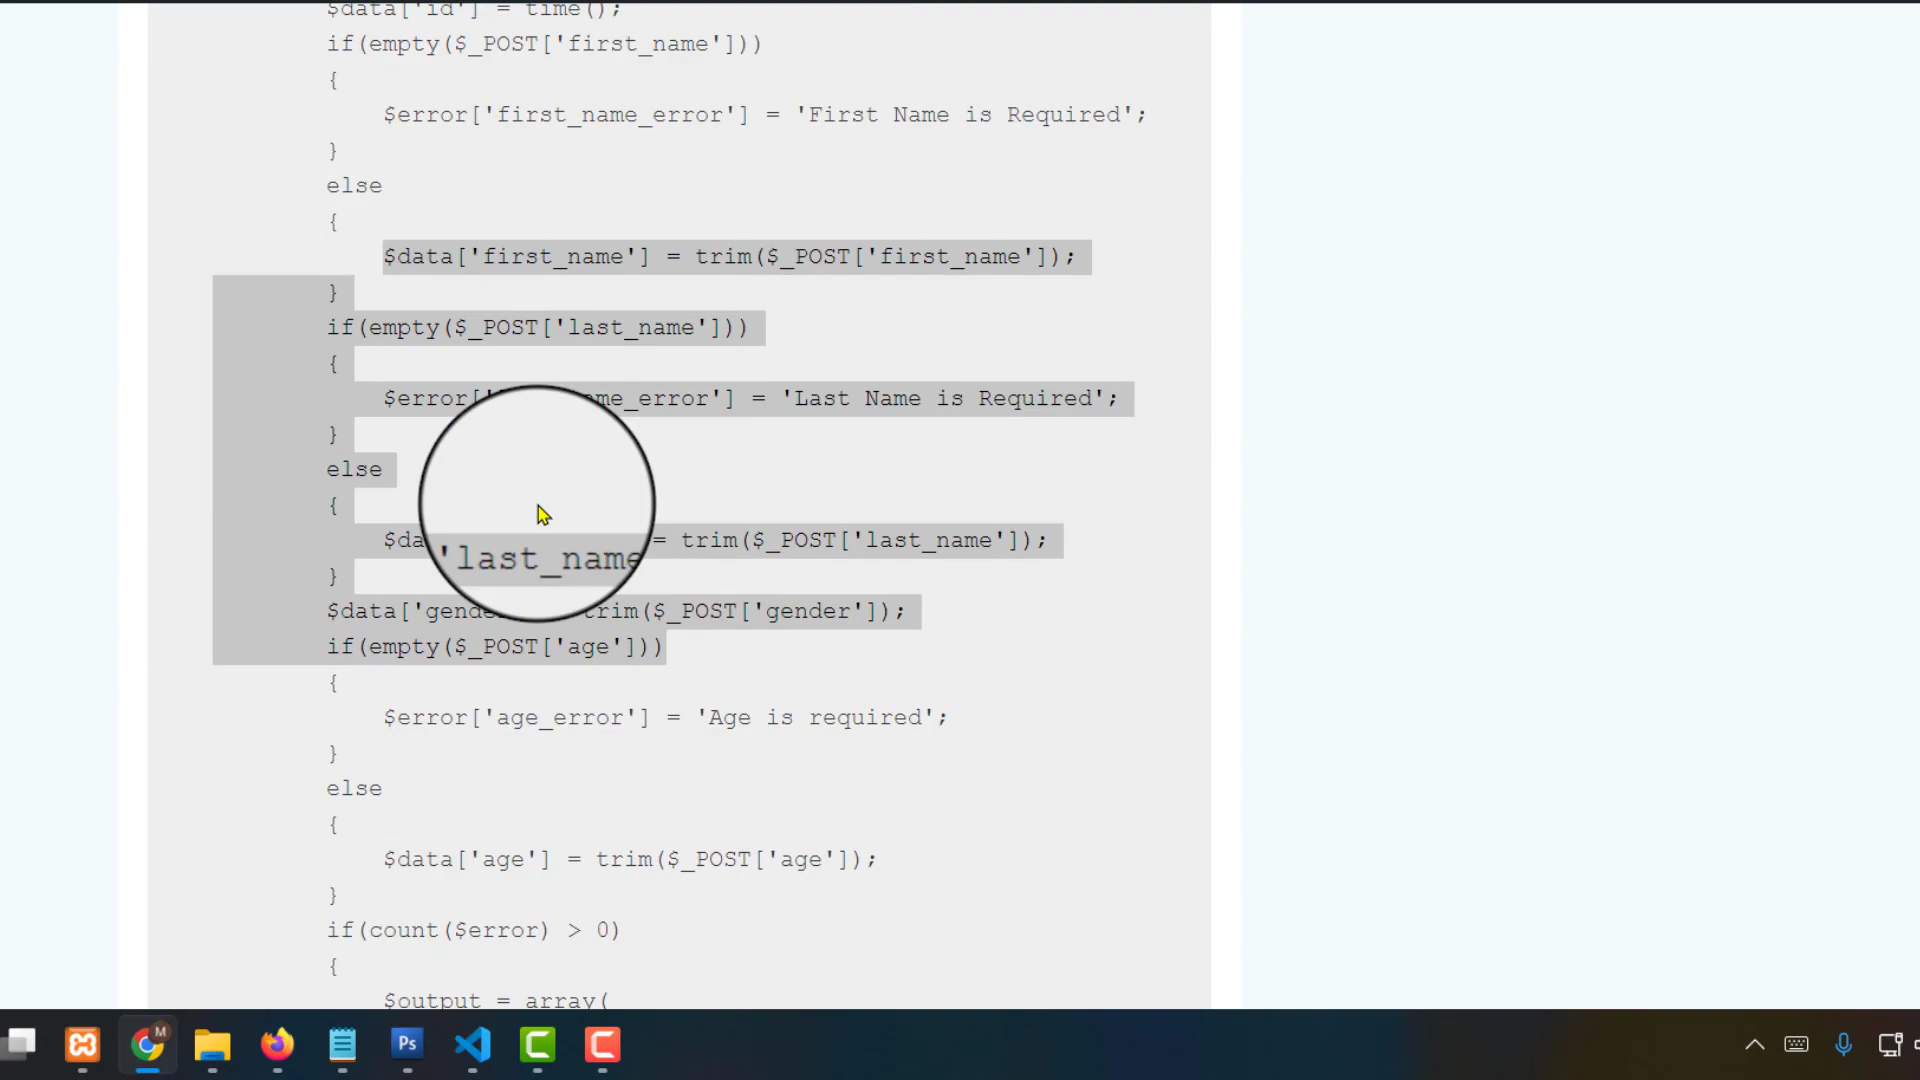 $data['id'] = time();
if(empty($_POST['first_name']))
{
$error['first_name_error'] = 'First Name is Required';
}
else
{
$data['first_name'] = trim($_POST['first_name']);
}
if(empty($_POST['last_name']))
{
$error['  me_error'] = 'Last Name is Required';
}
else
{
$da 'last_name = trim($_POST['last_name']);
}
$data['gende trim($_POST['gender']);
if(empty($_POST['age']))
{
$error['age_error'] = 'Age is required';
}
else
{
$data['age'] = trim($_POST['age']);
}
if(count($error) > 0)
{
$output = array(
M
Ps